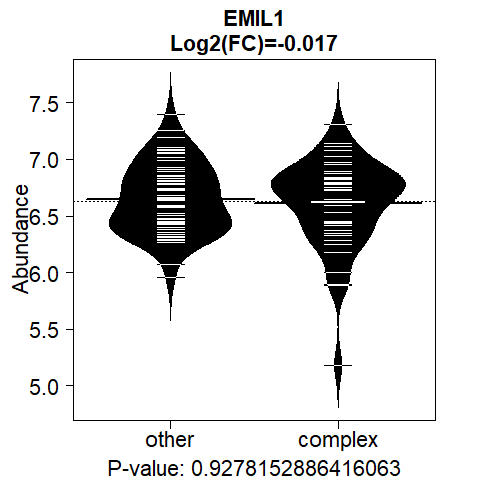 EMIL1
Log2(FC)=-0.017
Abundance
7.5
7.0
6.5
6.0
5.5
5.0
other
complex
P-value: 0.9278152886416063